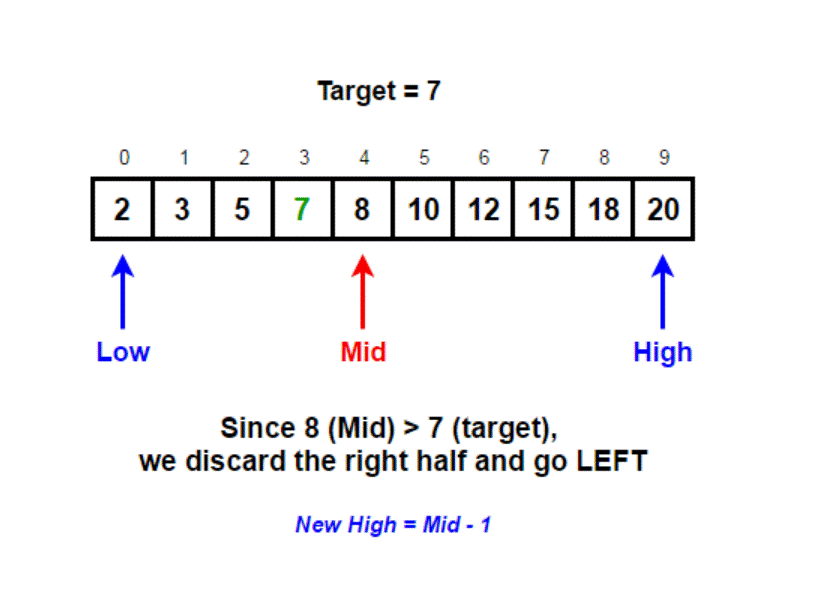 Target = 7
0 1 2 3 4 5 6 7 8 9
2 3 5 7 8 10 12 15 18 20
Low Mid High
Since 8 (Mid) > 7 (target),
we discard the right half and go LEFT
New High = Mid - 1